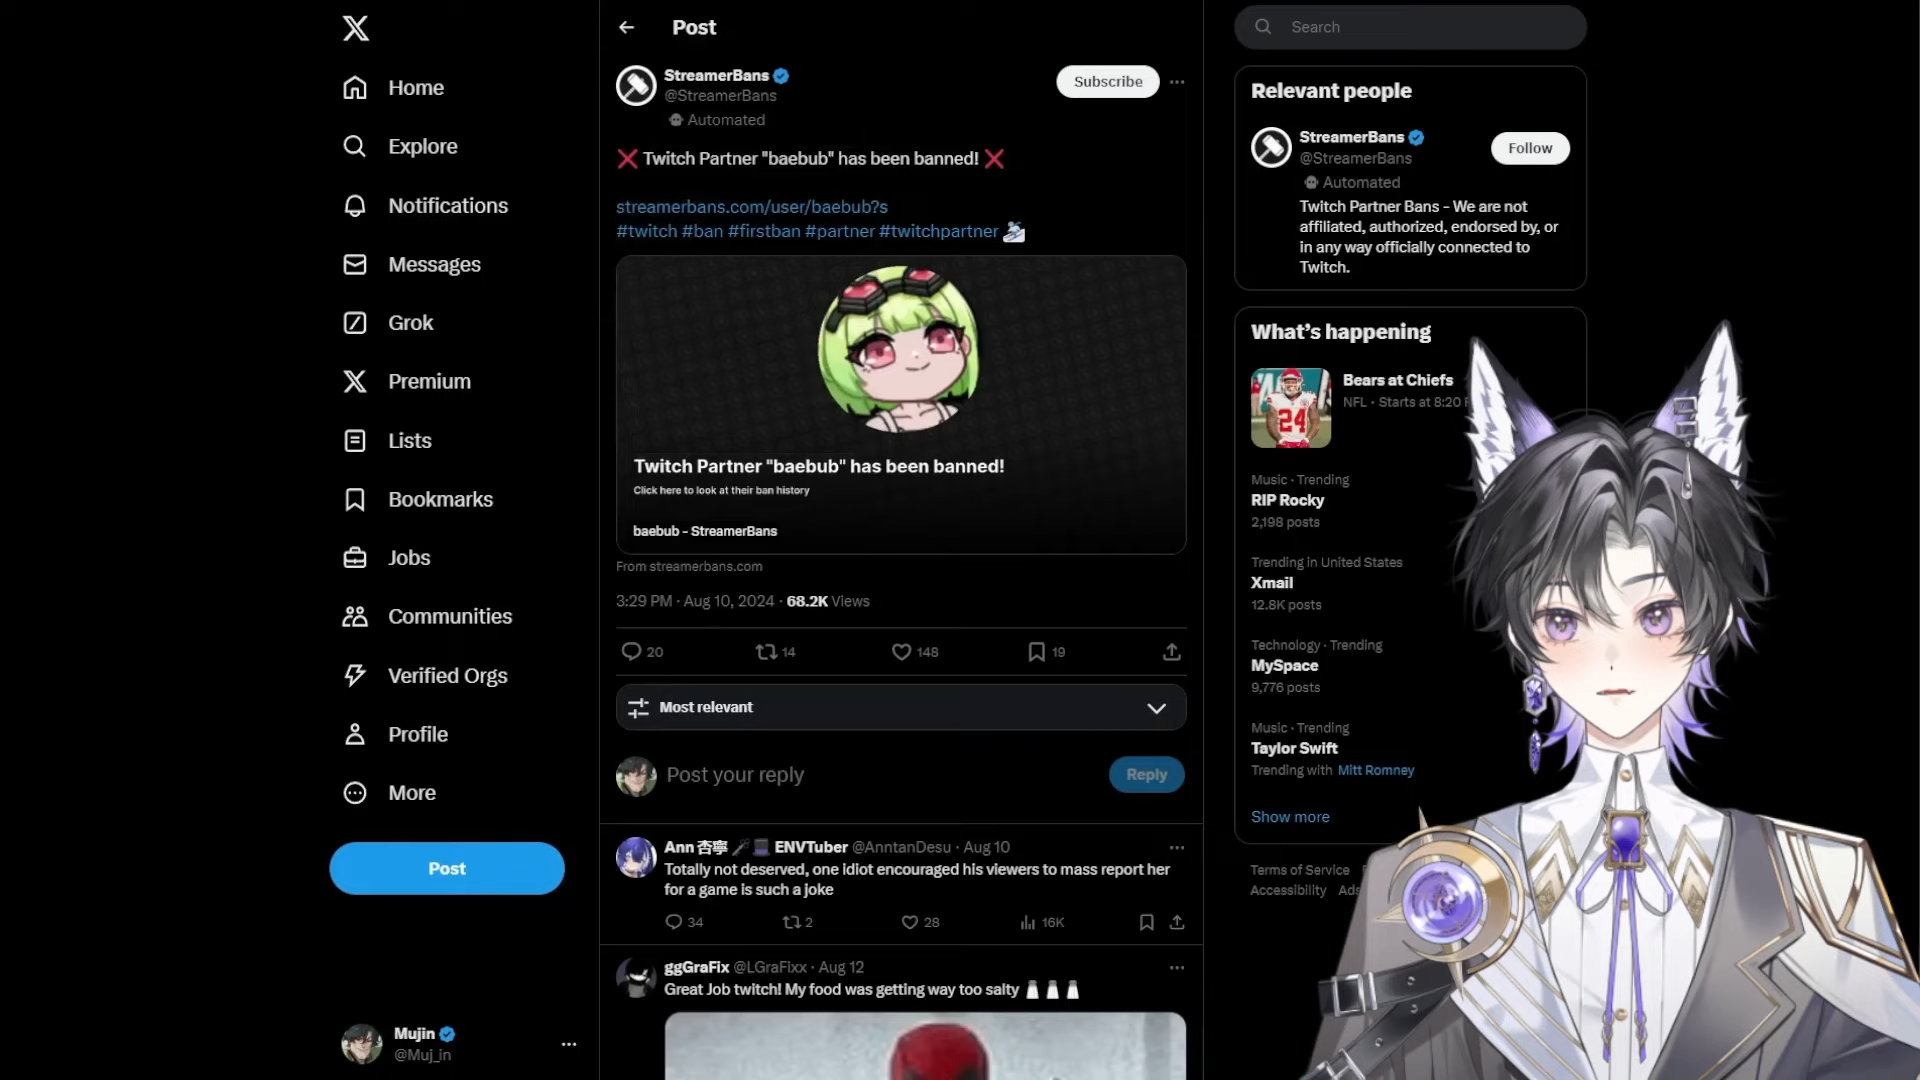 Home
Explore
Notifications
Messages
Grok
Premium
Lists
Bookmarks
Jobs
Communities
Verified Orgs
Profile
More
Post
Mujin
@Muj_in
Post
StreamerBans
@StreamerBans
Automated
Subscribe
❌ Twitch Partner "baebub" has been banned! ❌
streamerbans.com/user/baebub?s
#twitch #ban #firstban #partner #twitchpartner
Twitch Partner "baebub" has been banned!
Click here to look at their ban history
baebub - StreamerBans
From streamerbans.com
3:29 PM · Aug 10, 2024 · 68.2K Views
20 14 148 19
Most relevant
Post your reply
Reply
Ann 杏寧 ENVTuber @AnntanDesu · Aug 10
Totally not deserved, one idiot encouraged his viewers to mass report her
for a game is such a joke
34 2 28 16K
ggGraFix @LGraFixx · Aug 12
Great Job twitch! My food was getting way too salty 🧂🧂🧂
Search
Relevant people
StreamerBans
@StreamerBans
Automated
Follow
Twitch Partner Bans - We are not
affiliated, authorized, endorsed by, or
in any way officially connected to
Twitch.
What's happening
Bears at Chiefs
NFL · Starts at 8:20
24
Music · Trending
RIP Rocky
2,198 posts
Trending in United States
Xmail
12.8K posts
Technology · Trending
MySpace
9,776 posts
Music · Trending
Taylor Swift
Trending with Mitt Romney
Show more
Terms of Service
Accessibility Ads